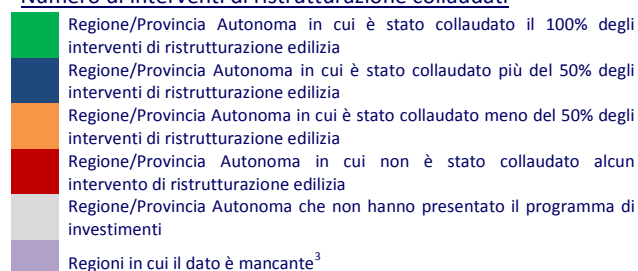 Numero di interventi di ristrutturazione collaudati
Regione/Provincia Autonoma in cui è stato collaudato il 100% degli
interventi di ristrutturazione edilizia
Regione/Provincia Autonoma in cui è stato collaudato più del 50% degli
interventi di ristrutturazione edilizia
Regione/Provincia Autonoma in cui è stato collaudato meno del 50% degli
interventi di ristrutturazione edilizia
Regione/Provincia Autonoma in cui non è stato collaudato alcun
intervento di ristrutturazione edilizia
Regione/Provincia Autonoma che non hanno presentato il programma di
investimenti
Regioni in cui il dato è mancante³